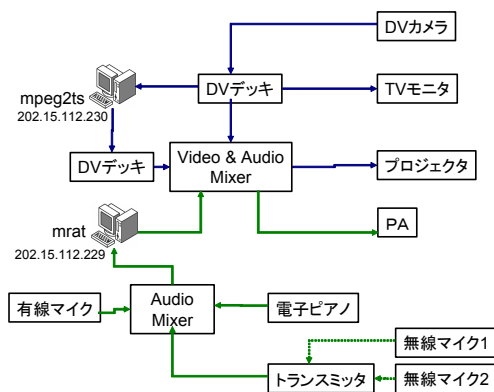 DVカメラ
mpeg2ts
202.15.112.230
DVデッキ
TVモニタ
DVデッキ
Video & Audio
Mixer
プロジェクタ
mrat
202.15.112.229
PA
有線マイク
Audio
Mixer
電子ピアノ
無線マイク1
トランスミッタ
無線マイク2